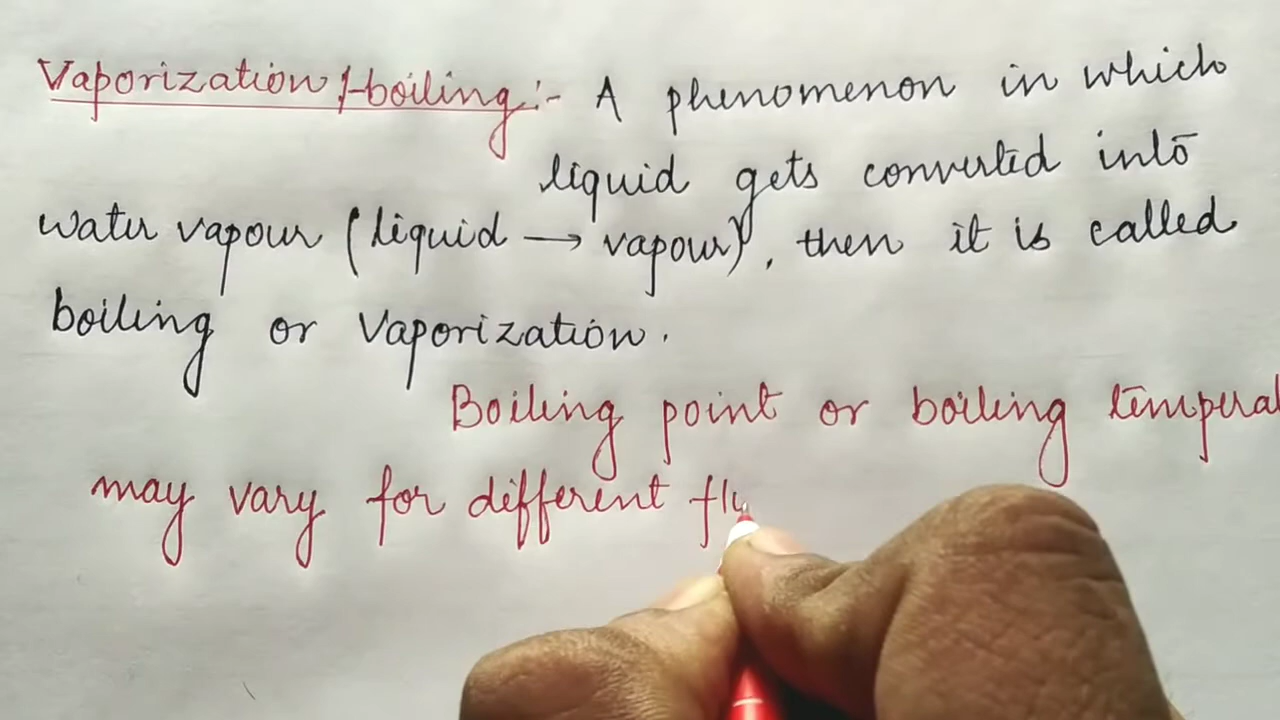 Vaporization/boiling:- A phenomenon in which
liquid gets converted into
water vapour (liquid → vapour), then it is called
boiling or Vaporization.
Boiling point or boiling temperat
may vary for different flu